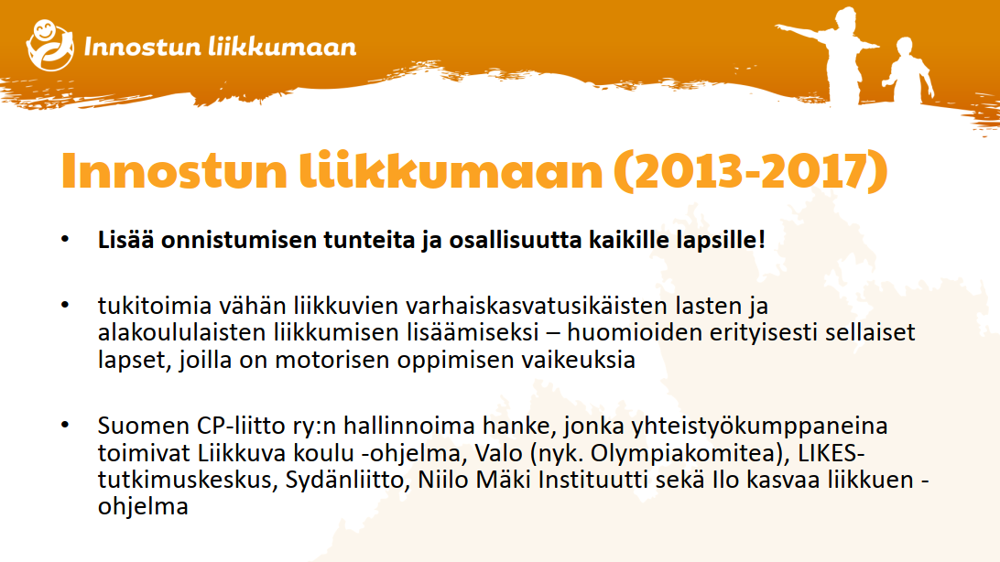 Innostun liikkumaan
Innostun liikkumaan (2013-2017)
• Lisää onnistumisen tunteita ja osallisuutta kaikille lapsille!
• tukitoimia vähän liikkuvien varhaiskasvatusikäisten lasten ja
alakoululaisten liikkumisen lisäämiseksi – huomioiden erityisesti sellaiset
lapset, joilla on motorisen oppimisen vaikeuksia
• Suomen CP-liitto ry:n hallinnoima hanke, jonka yhteistyökumppaneina
toimivat Liikkuva koulu -ohjelma, Valo (nyk. Olympiakomitea), LIKES-
tutkimuskeskus, Sydänliitto, Niilo Mäki Instituutti sekä Ilo kasvaa liikkuen -
ohjelma